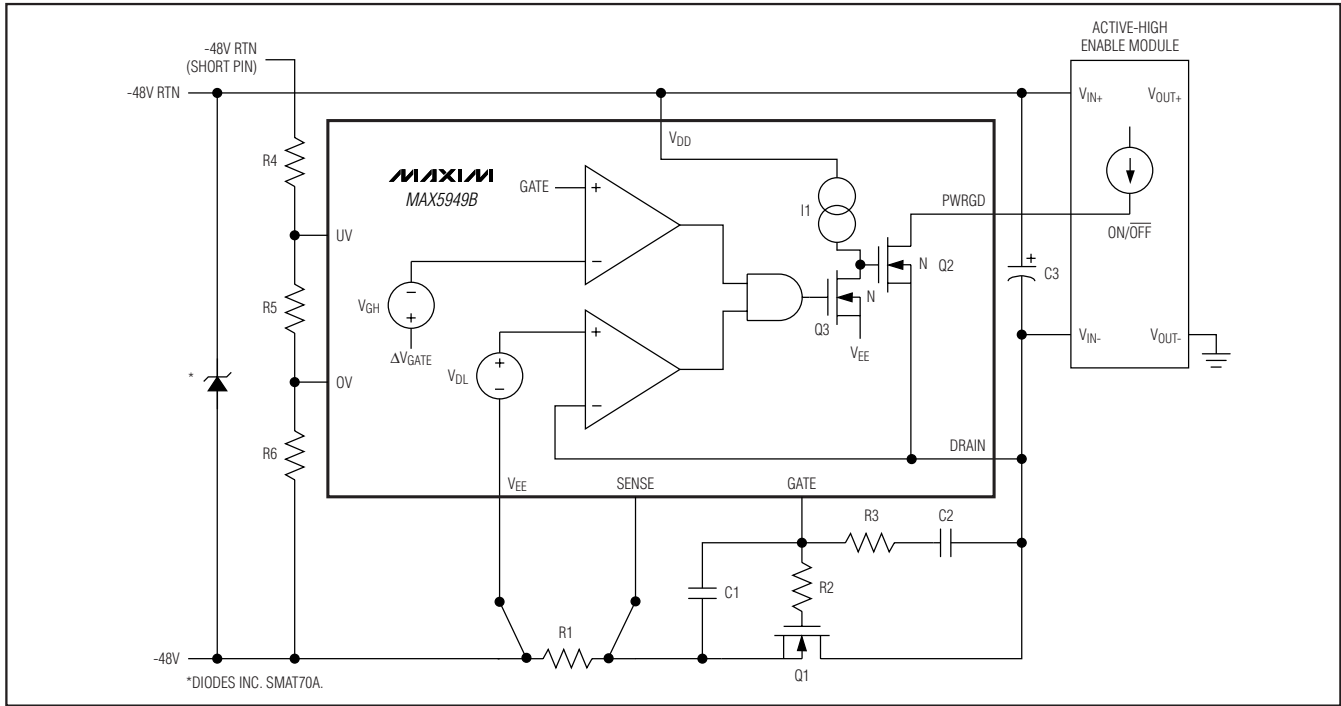 ACTIVE-HIGH
ENABLE MODULE
-48V RTN
(SHORT PIN)
-48V RTN
VIN+
VOUT+
VDD
R4
MAXIM
MAX5949B
GATE
+
−
I1
PWRGD
ON/O̅F̅F̅
UV
N
Q2
+
C3
R5
VGH
−
+
N
Q3
VEE
VIN-
VOUT-
ΔVGATE
+
−
VDL
+
−
*
OV
R6
DRAIN
VEE
SENSE
GATE
R3
C2
C1
R2
R1
-48V
Q1
*DIODES INC. SMAT70A.